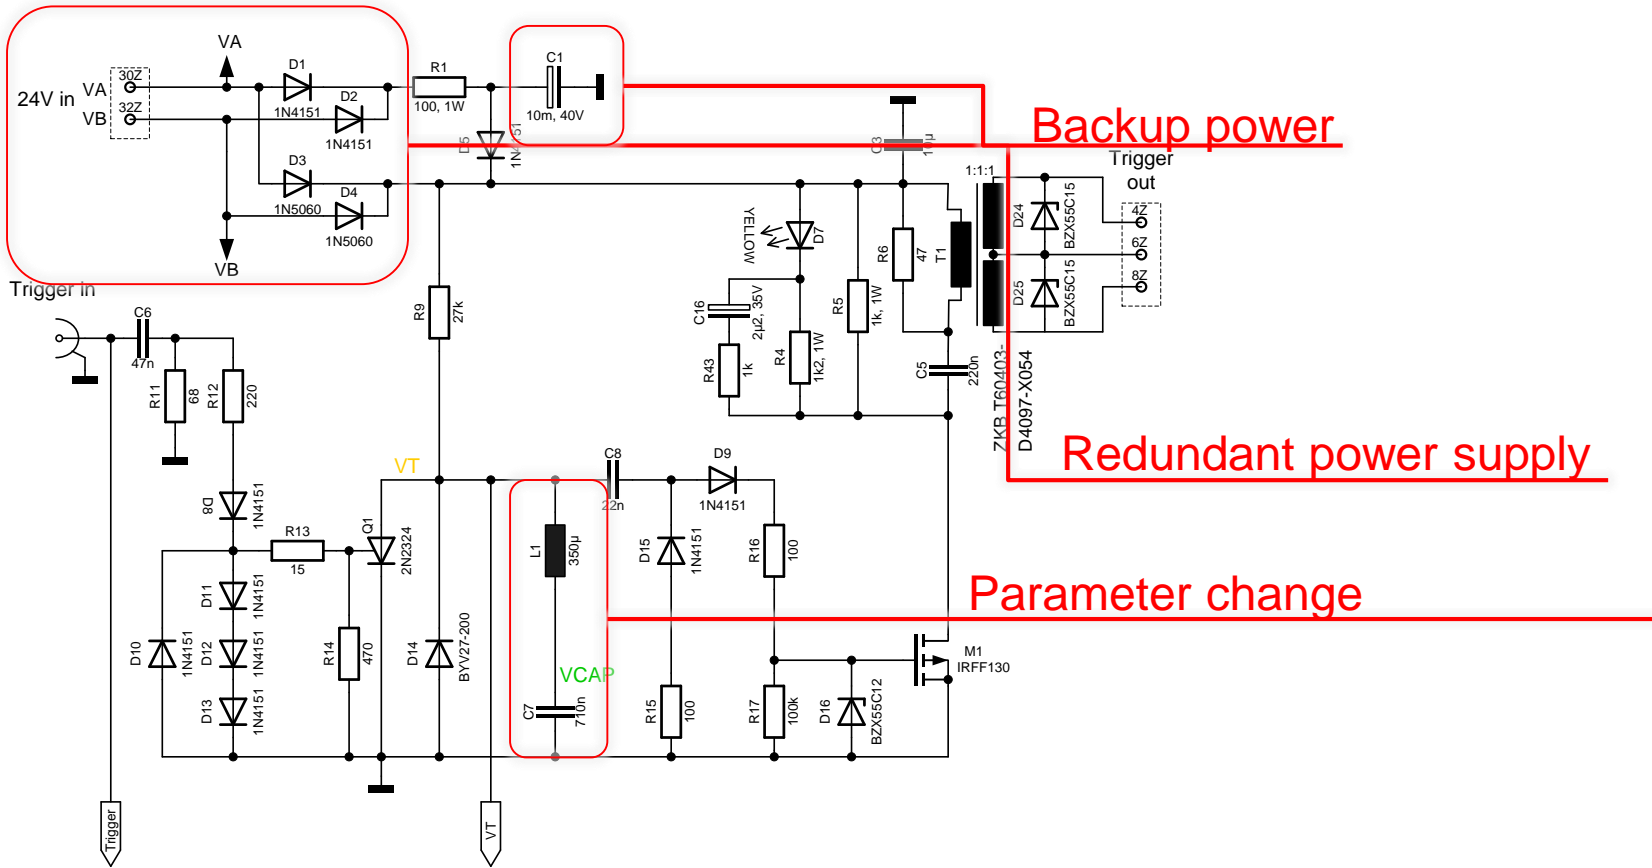 VA
24V in
VA
30Z
VB
32Z
D1
1N4151
D2
1N4151
D3
1N5060
D4
1N5060
VB
R1
100, 1W
C1
10m, 40V
D5
1N4151
C3
10µ
Backup power
Trigger
out
1:1:1
D24
BZX55C15
D25
BZX55C15
4Z
6Z
8Z
YELLOW
D7
R6
47
T1
R9
27k
C16
2µ2, 35V
R43
1k
R4
1k2, 1W
R5
1k, 1W
C5
220n
ZKB T60403-
D4097-X054
Redundant power supply
Trigger in
C6
47n
R11
68
R12
220
D8
1N4151
VT
R13
15
Q1
2N2324
D11
1N4151
D10
1N4151
D12
1N4151
D13
1N4151
R14
470
D14
BYV27-200
C8
22n
D9
1N4151
L1
350µ
D15
1N4151
R16
100
Parameter change
VCAP
C7
710n
R15
100
R17
100k
D16
BZX55C12
M1
IRFF130
Trigger
VT